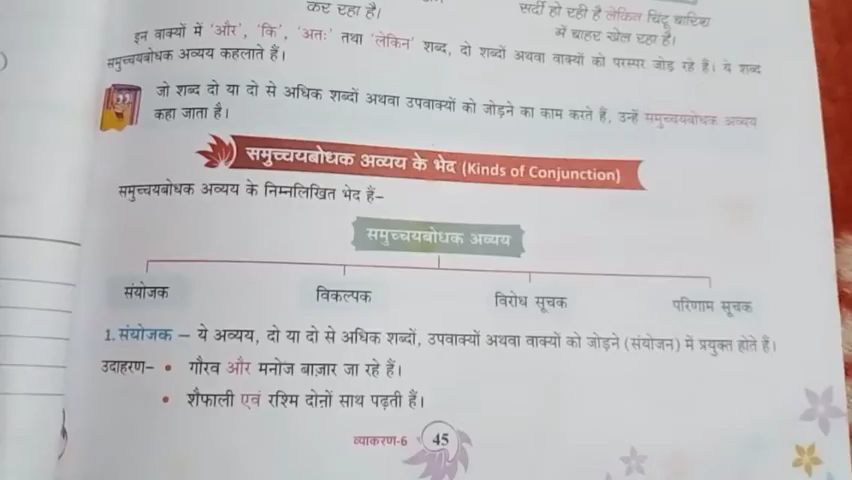 कर रहा है।
सर्दी हो रही है लेकिन चिंटू बारिश
में बाहर खेल रहा है।
इन वाक्यों में 'और', 'कि', 'अतः' तथा 'लेकिन' शब्द, दो शब्दों अथवा वाक्यों को परस्पर जोड़ रहे हैं। ये शब्द
समुच्चयबोधक अव्यय कहलाते हैं।
जो शब्द दो या दो से अधिक शब्दों अथवा उपवाक्यों को जोड़ने का काम करते हैं, उन्हें समुच्चयबोधक अव्यय
कहा जाता है।
समुच्चयबोधक अव्यय के भेद (Kinds of Conjunction)
समुच्चयबोधक अव्यय के निम्नलिखित भेद हैं–
समुच्चयबोधक अव्यय
संयोजक विकल्पक विरोध सूचक परिणाम सूचक
1. संयोजक – ये अव्यय, दो या दो से अधिक शब्दों, उपवाक्यों अथवा वाक्यों को जोड़ने (संयोजन) में प्रयुक्त होते हैं।
उदाहरण– • गौरव और मनोज बाज़ार जा रहे हैं।
• शैफाली एवं रश्मि दोनों साथ पढ़ती हैं।
व्याकरण-6 45